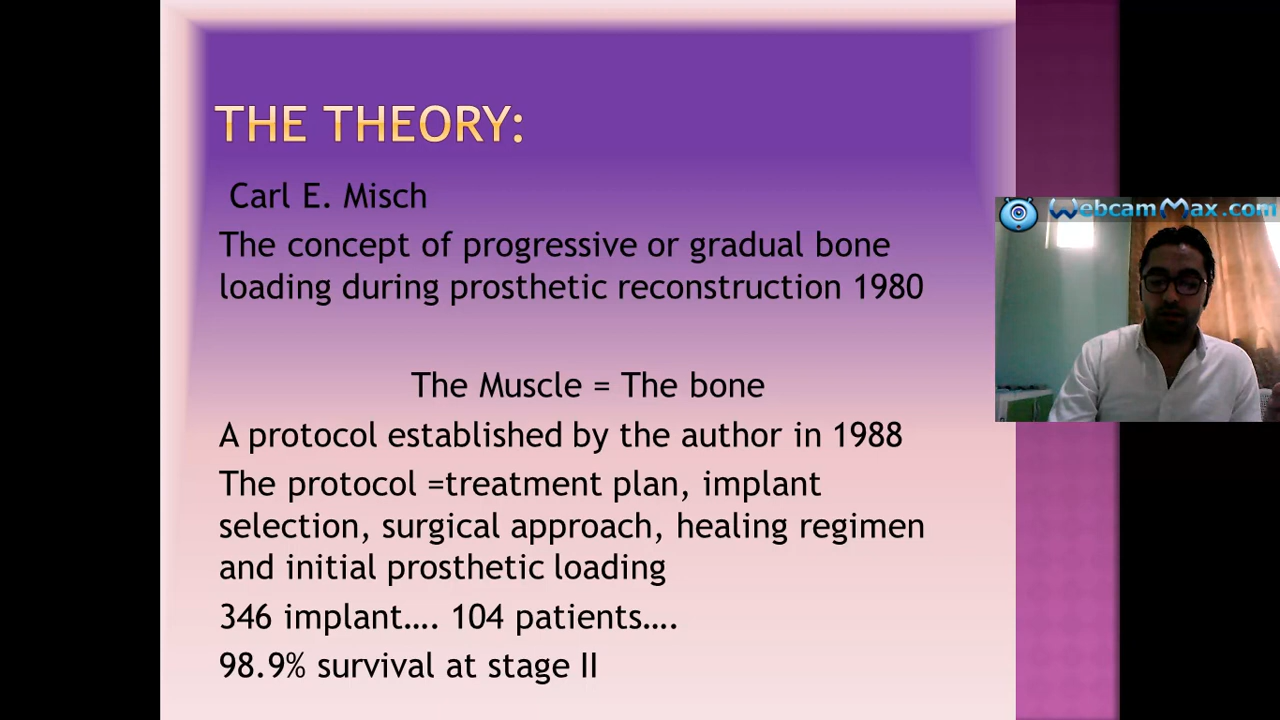 THE THEORY:
Carl E. Misch
The concept of progressive or gradual bone
loading during prosthetic reconstruction 1980
WebcamMax.com
The Muscle = The bone
A protocol established by the author in 1988
The protocol =treatment plan, implant
selection, surgical approach, healing regimen
and initial prosthetic loading
346 implant…. 104 patients….
98.9% survival at stage II